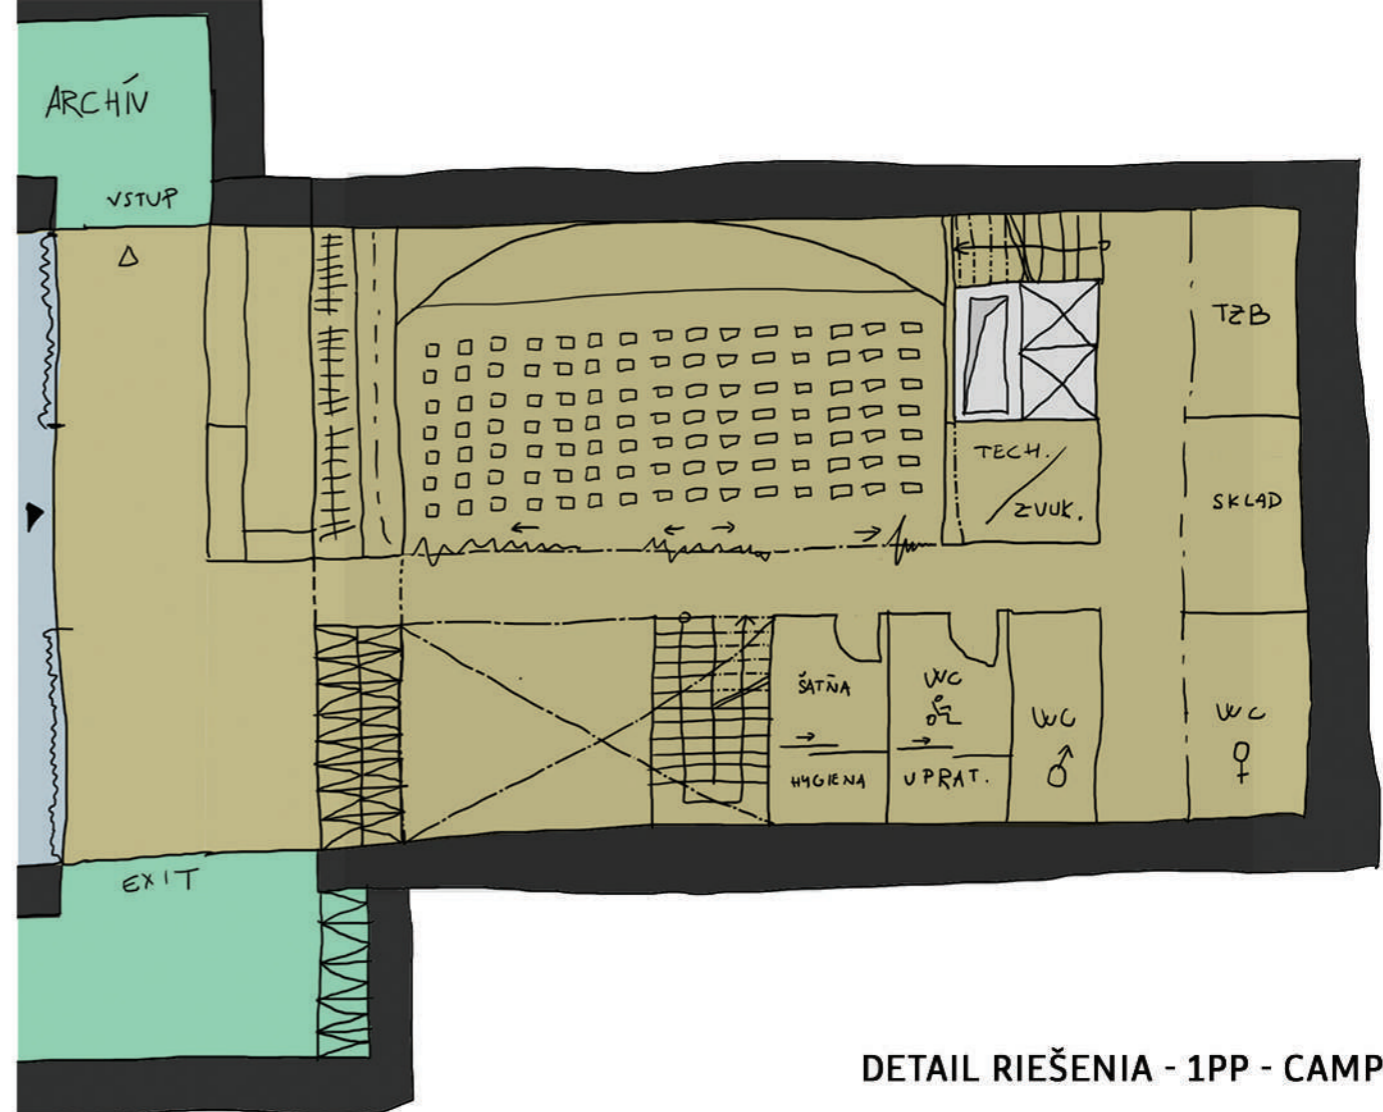 ARCHÍV
VSTUP
TZB
TECH. / ZVUK.
SKLAD
ŠATŇA
HYGIENA
WC
UPRAT.
WC
WC
EXIT
DETAIL RIEŠENIA - 1PP - CAMP